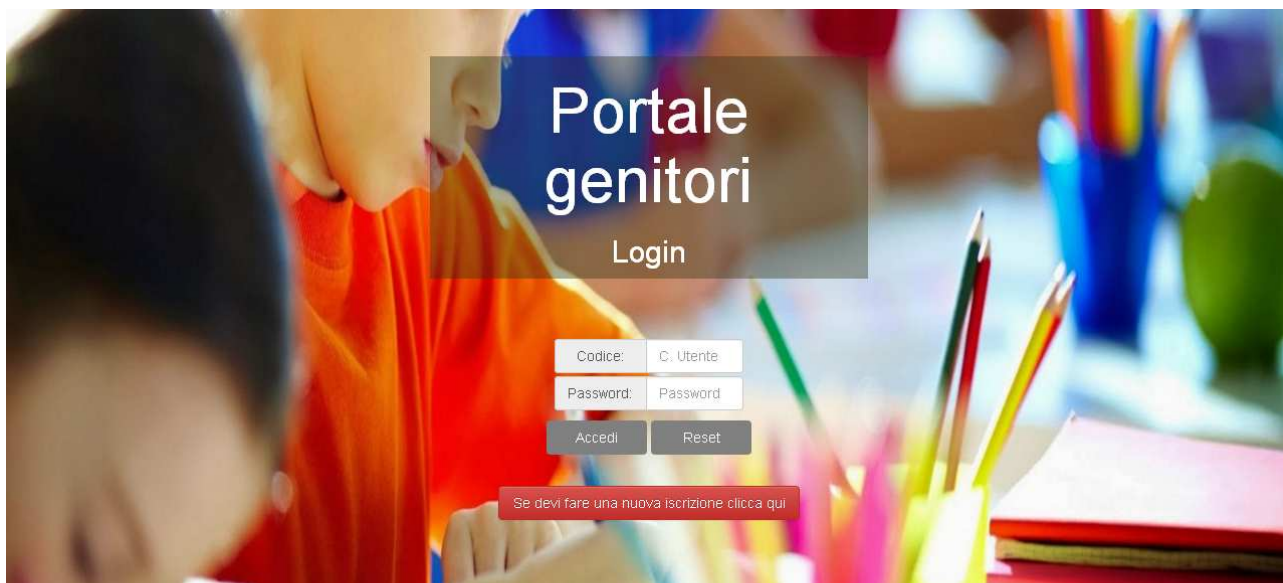 Portale
genitori
Login
Codice: C. Utente
Password: Password
Accedi Reset
Se devi fare una nuova iscrizione clicca qui